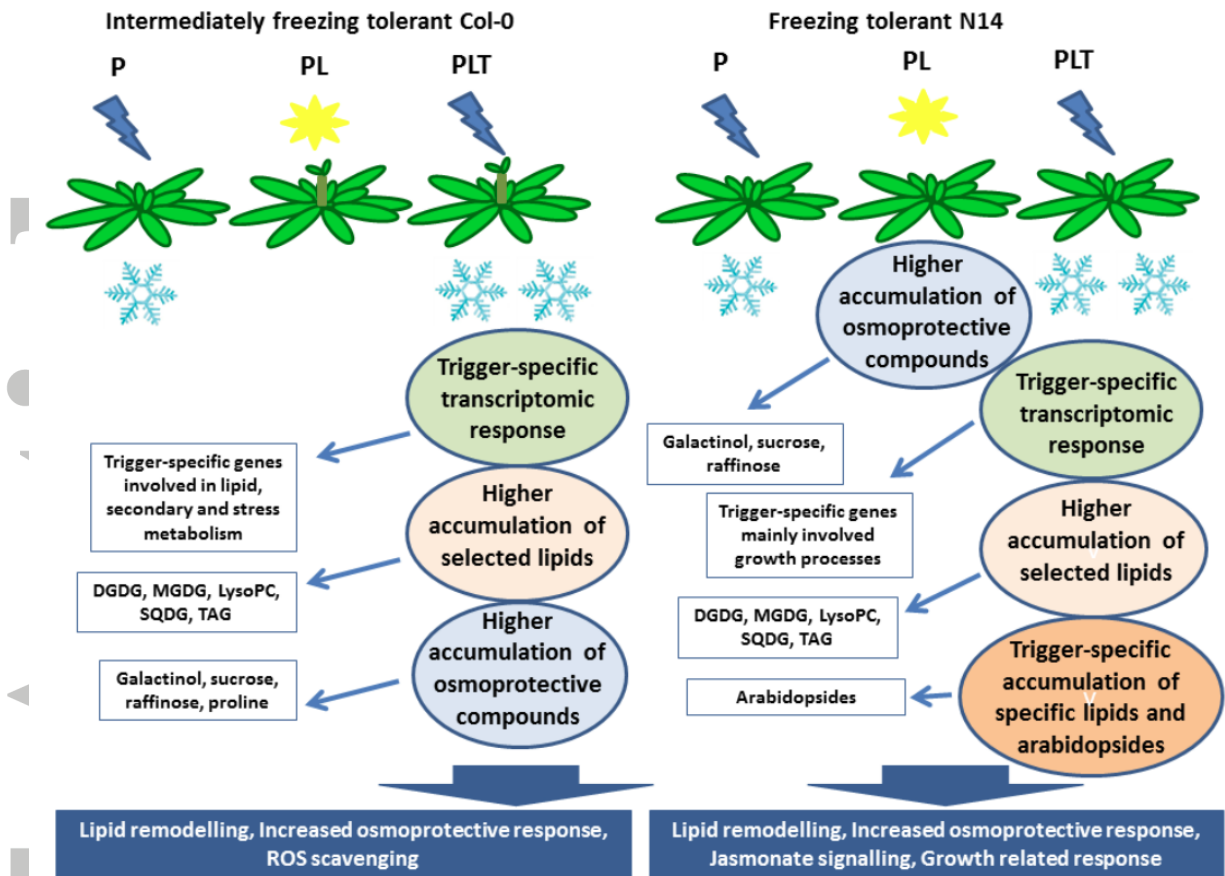 Intermediately freezing tolerant Col-0
P
PL
PLT
Trigger-specific
transcriptomic
response
Trigger-specific genes
involved in lipid,
secondary and stress
metabolism
Higher
accumulation of
selected lipids
DGDG, MGDG, LysoPC,
SQDG, TAG
Higher
accumulation of
osmoprotective
compounds
Galactinol, sucrose,
raffinose, proline
Lipid remodelling, Increased osmoprotective response,
ROS scavenging
Freezing tolerant N14
P
PL
PLT
Higher
accumulation of
osmoprotective
compounds
Galactinol, sucrose,
raffinose
Trigger-specific
transcriptomic
response
Trigger-specific genes
mainly involved
growth processes
Higher
accumulation of
selected lipids
DGDG, MGDG, LysoPC,
SQDG, TAG
Trigger-specific
accumulation of
specific lipids and
arabidopsides
Arabidopsides
Lipid remodelling, Increased osmoprotective response,
Jasmonate signalling, Growth related response